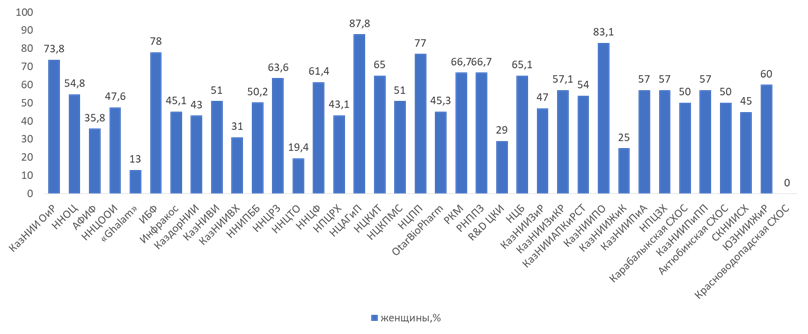 100
90
80
70
60
50
40
30
20
10
0
73,8
54,8
35,8
47,6
13
78
45,1
43
51
31
50,2
63,6
19,4
61,4
43,1
87,8
65
51
77
45,3
66,7
66,7
29
65,1
47
57,1
54
83,1
25
57
57
50
57
50
45
60
0
КазНИИ ОиР
ННОЦ
АФИФ
ННЦООИ
«Ghalam»
ИБФ
Инфракос
КаздорНИИ
КазНИВИ
КазНИИВХ
ННИПББ
ННЦРЗ
ННЦТО
ННЦФ
НПЦРХ
НЦАГиП
НЦКИТ
НЦКПМС
НЦПП
OtarBioPharm
РКМ
РНППЗ
R&D ЦКИ
НЦБ
КазНИИЗиР
КазНИИЗиКР
КазНИИАПКиРСТ
КазНИИПО
КазНИИЖиК
КазНИИПиА
НПЦЗХ
Карабалыкская СХОС
КазНИИПиПП
Актюбинская СХОС
СКНИИСХ
ЮЗНИИЖиР
Красноводопадская СХОС
женщины,%